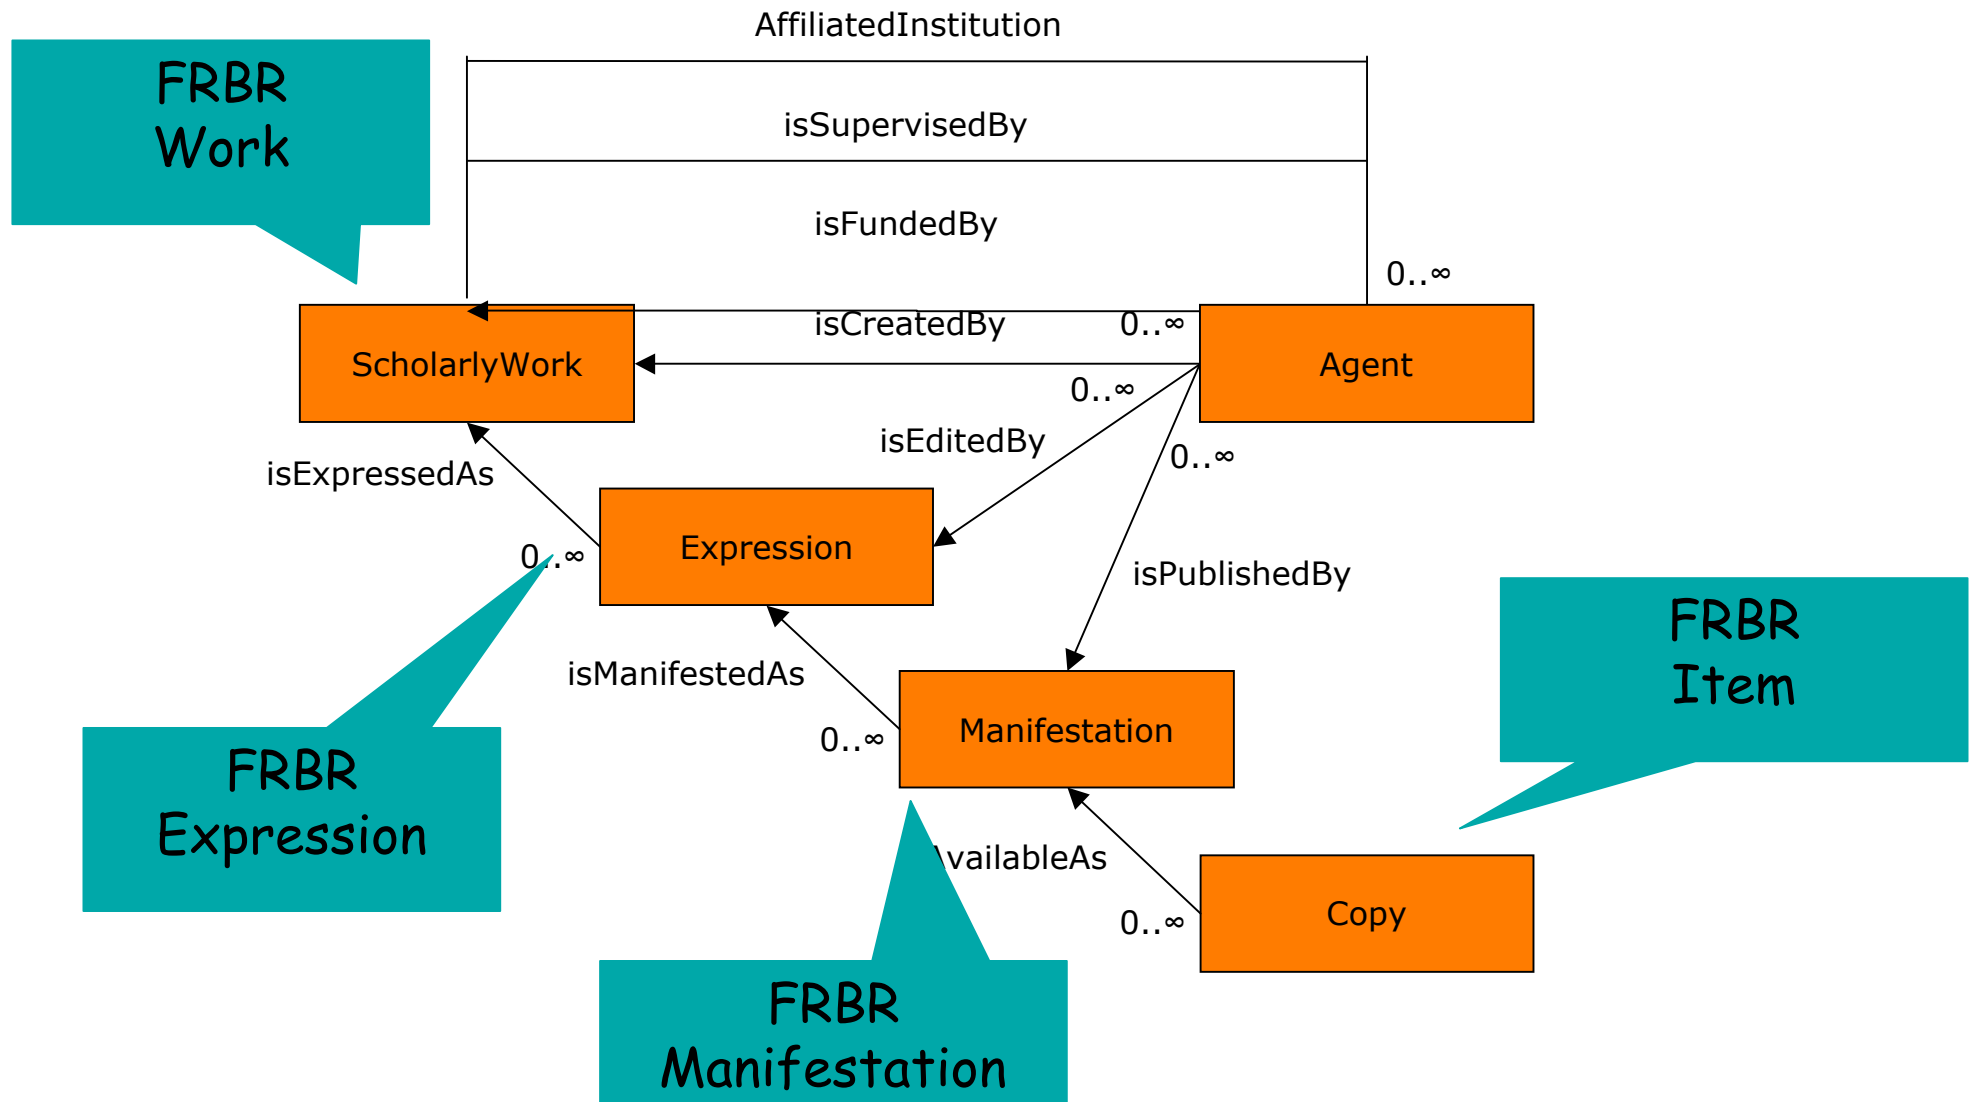 AffiliatedInstitution
FRBR
Work
isSupervisedBy
isFundedBy
0..∞
isCreatedBy
0..∞
ScholarlyWork
Agent
0..∞
isEditedBy
0..∞
isExpressedAs
Expression
0..∞
isPublishedBy
FRBR
Item
isManifestedAs
Manifestation
0..∞
FRBR
Expression
AvailableAs
Copy
0..∞
FRBR
Manifestation